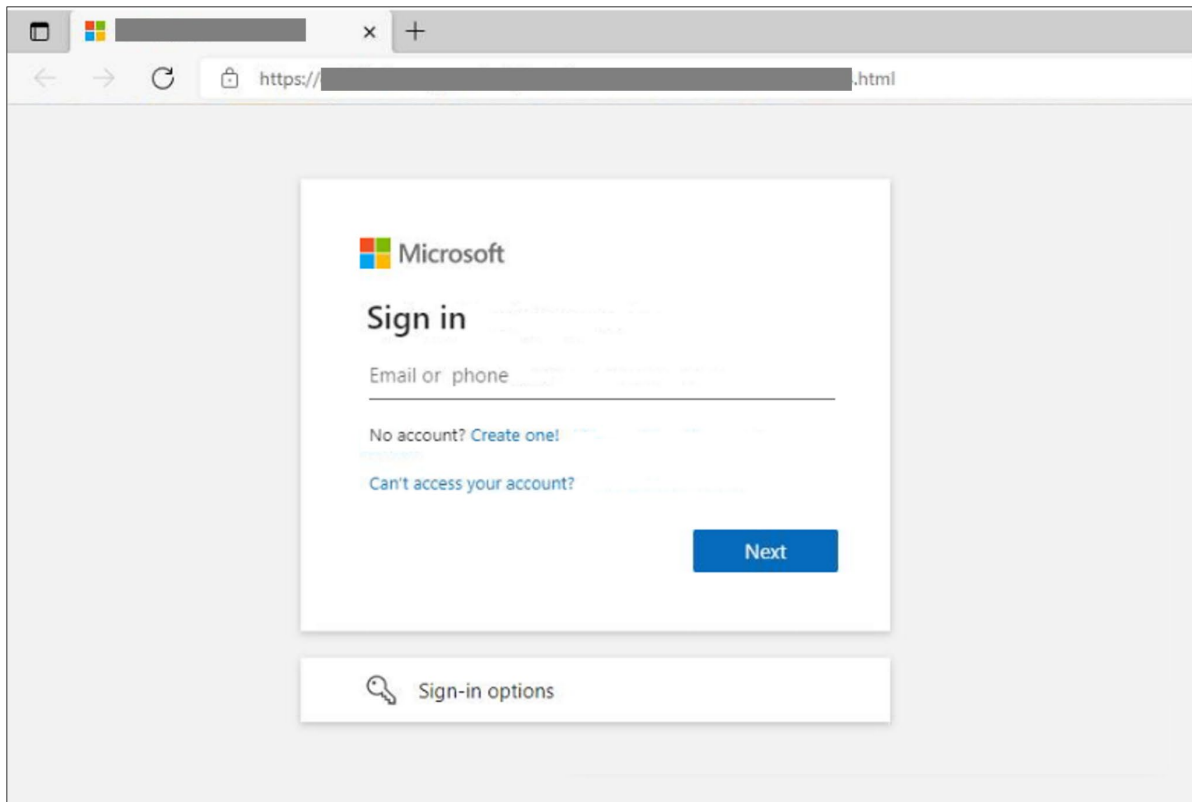 https:// .html
Microsoft
Sign in
Email or phone
No account? Create one!
Can't access your account?
Next
Sign-in options